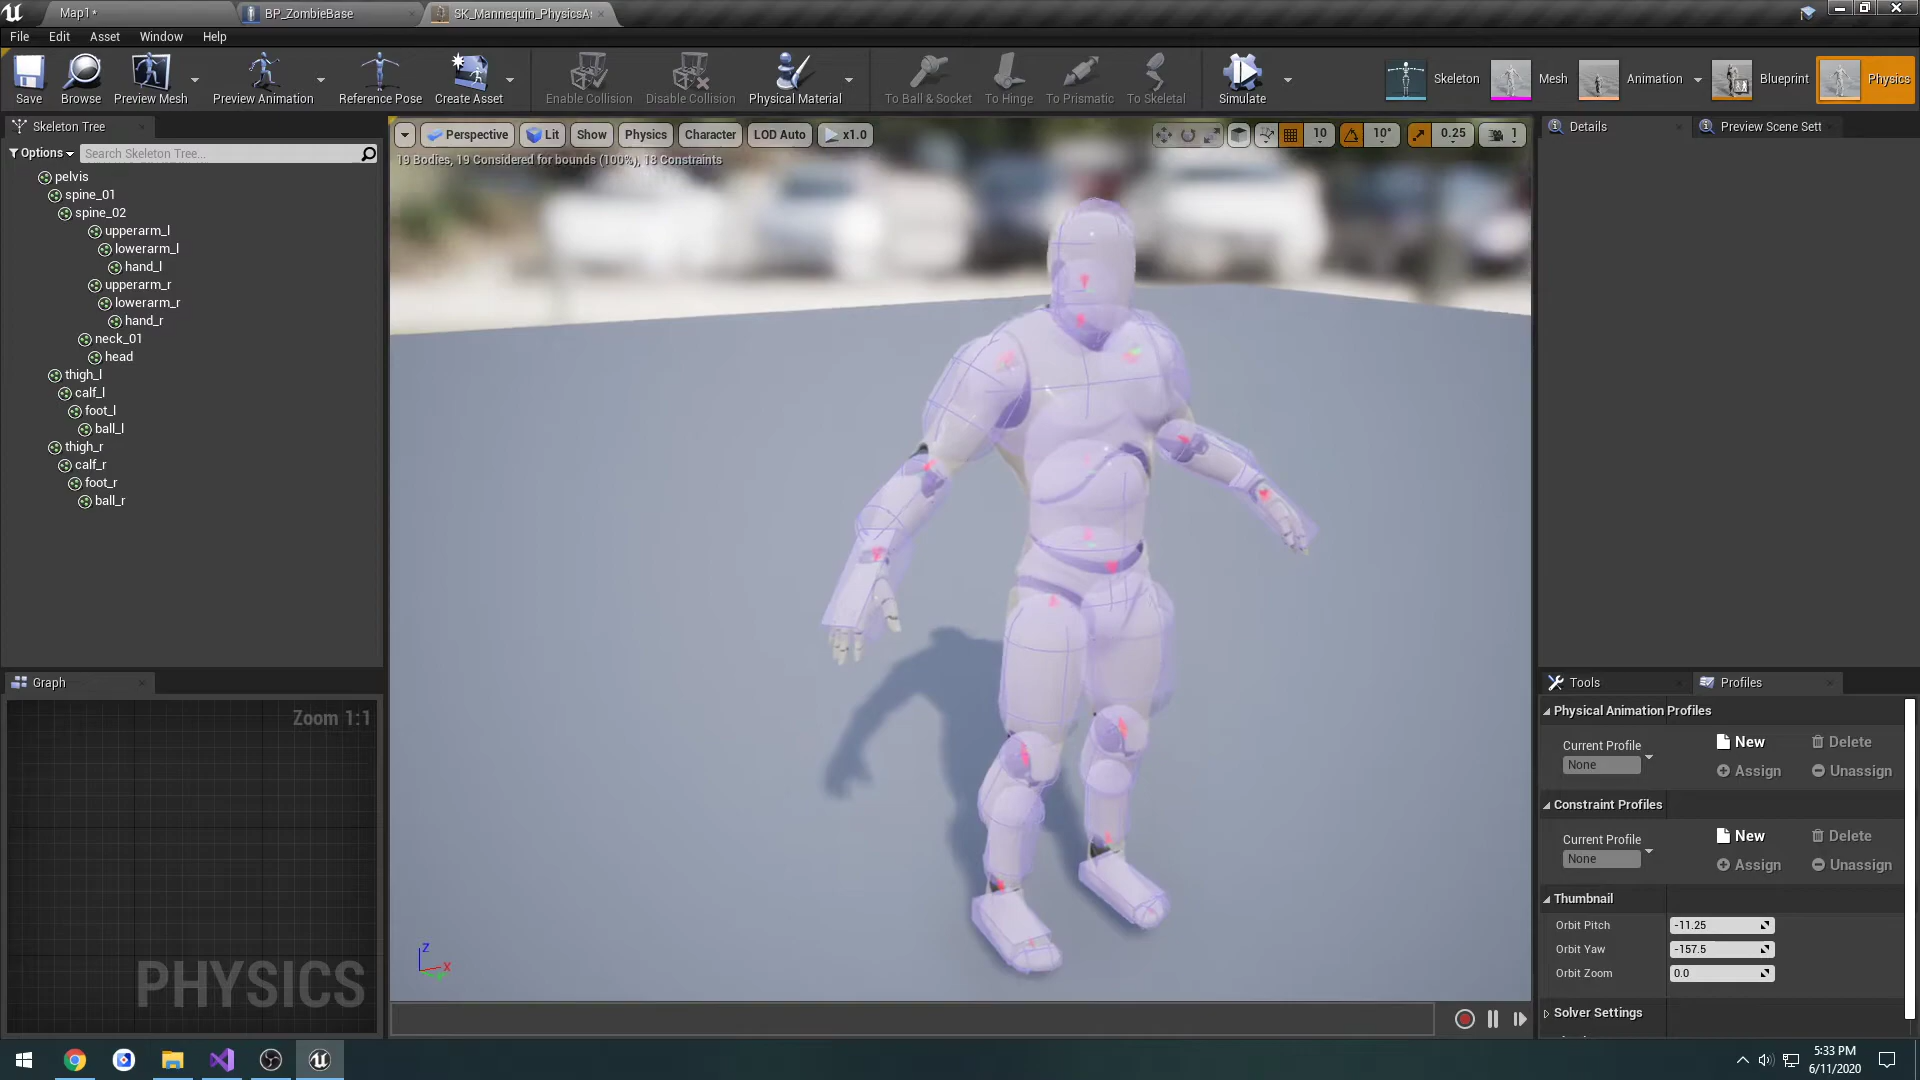 Map1*
BP_ZombieBase
SK_Mannequin_PhysicsA
File
Edit
Asset
Window
Help
Save
Browse
Preview Mesh
Preview Animation
Reference Pose
Create Asset
Enable Collision
Disable Collision
Physical Material
To Ball & Socket
To Hinge
To Prismatic
To Skeletal
Simulate
Skeleton
Mesh
Animation
Blueprint
Physics
Skeleton Tree
Options
Search Skeleton Tree...
pelvis
spine_01
spine_02
upperarm_l
lowerarm_l
hand_l
upperarm_r
lowerarm_r
hand_r
neck_01
head
thigh_l
calf_l
foot_l
ball_l
thigh_r
calf_r
foot_r
ball_r
Graph
Zoom 1:1
PHYSICS
Perspective
Lit
Show
Physics
Character
LOD Auto
x1.0
10
10°
0.25
1
19 Bodies, 19 Considered for bounds (100%), 18 Constraints
Z
X
Details
Preview Scene Sett
Tools
Profiles
Physical Animation Profiles
Current Profile
None
New
Delete
Assign
Unassign
Constraint Profiles
Current Profile
None
New
Delete
Assign
Unassign
Thumbnail
Orbit Pitch
-11.25
Orbit Yaw
-157.5
Orbit Zoom
0.0
Solver Settings
5:33 PM
6/11/2020